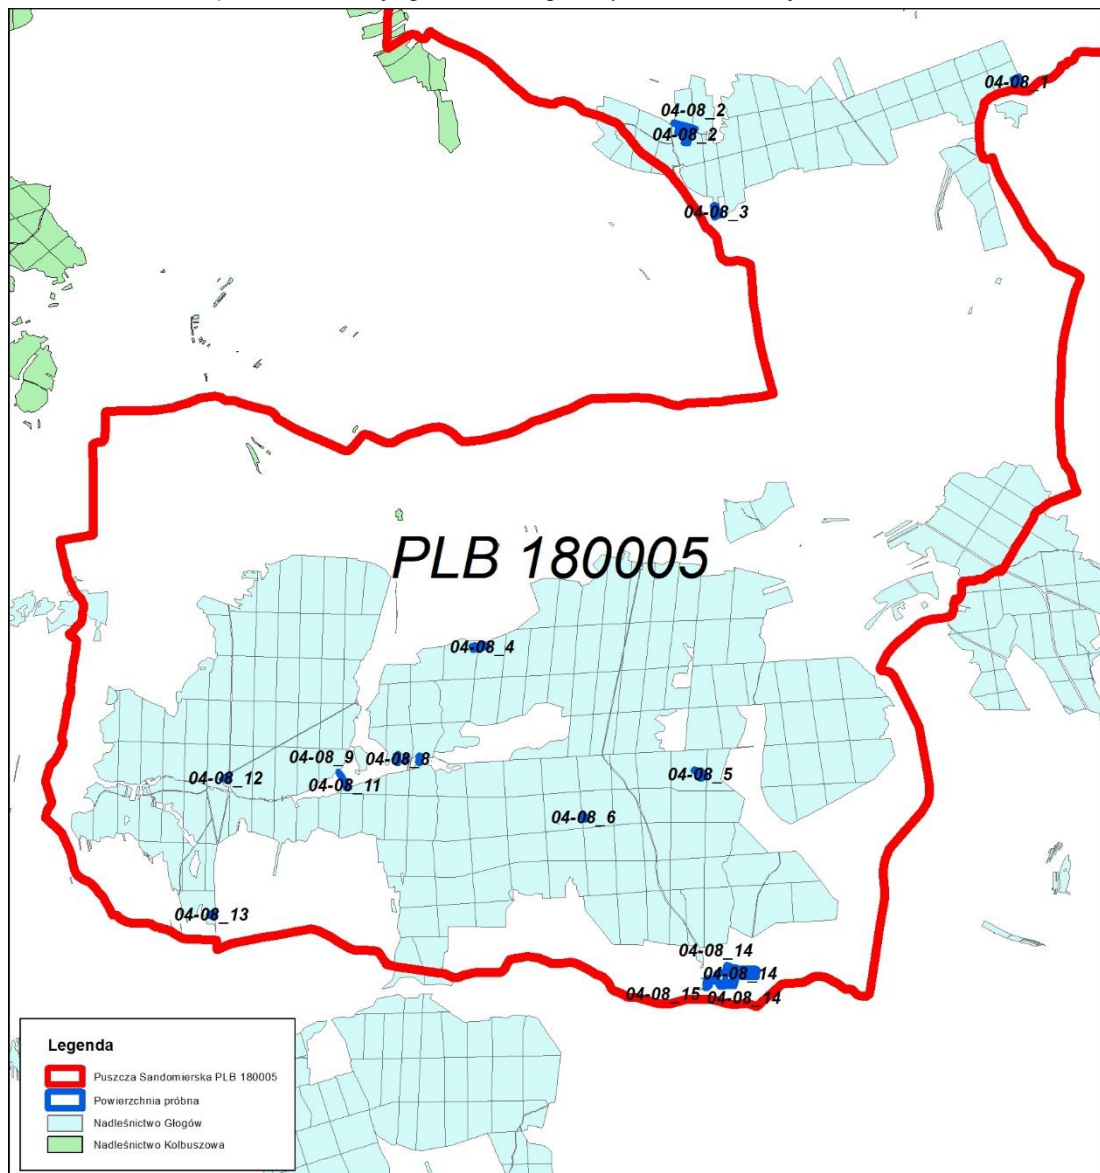 04-08_1
04-08_2
04-08_2
04-08_3
PLB 180005
04-08_4
04-08_9
04-08_8
04-08_12
04-08_11
04-08_5
04-08_6
04-08_13
04-08_14
04-08_14
04-08_15
04-08_14
Legenda
Puszcza Sandomierska PLB 180005
Powierzchnia próbna
Nadleśnictwo Głogów
Nadleśnictwo Kolbuszowa